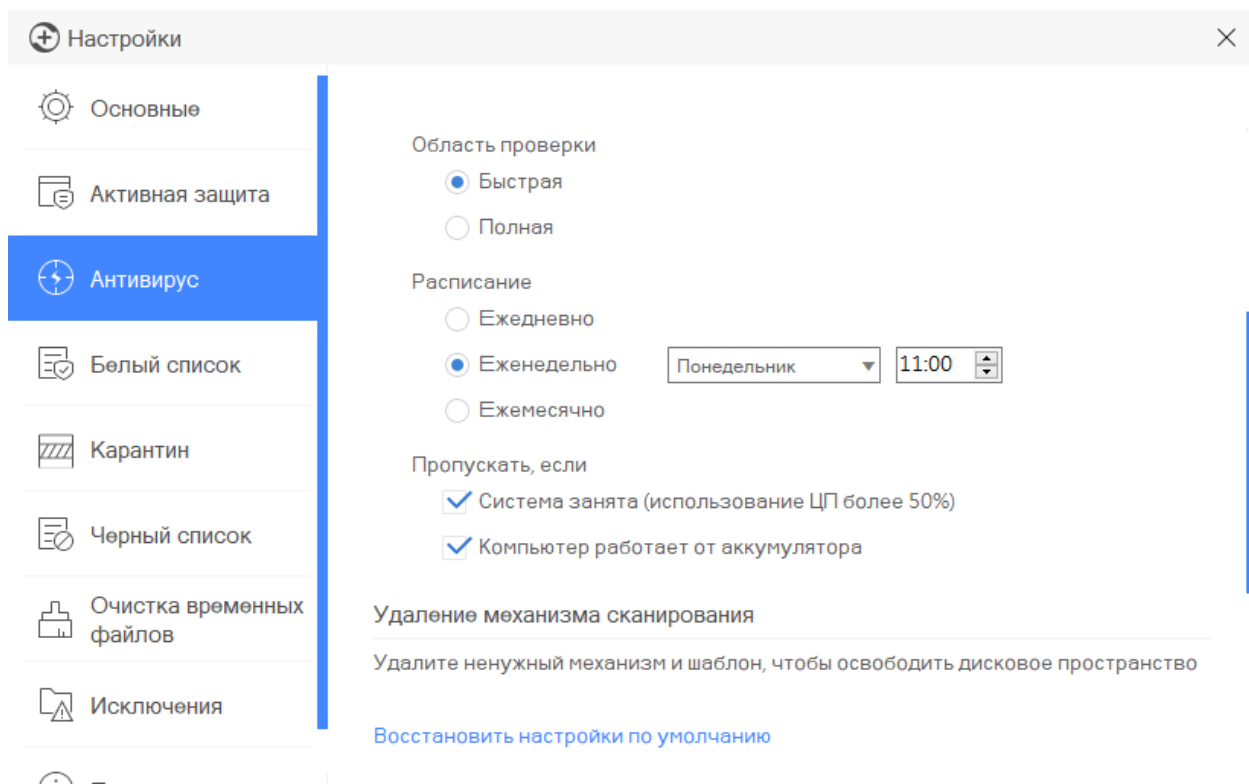 Настройки
Основные
Активная защита
Антивирус
Белый список
Карантин
Черный список
Очистка временных
файлов
Исключения
Область проверки
Быстрая
Полная
Расписание
Ежедневно
Еженедельно Понедельник 11:00
Ежемесячно
Пропускать, если
Система занята (использование ЦП более 50%)
Компьютер работает от аккумулятора
Удаление механизма сканирования
Удалите ненужный механизм и шаблон, чтобы освободить дисковое пространство
Восстановить настройки по умолчанию